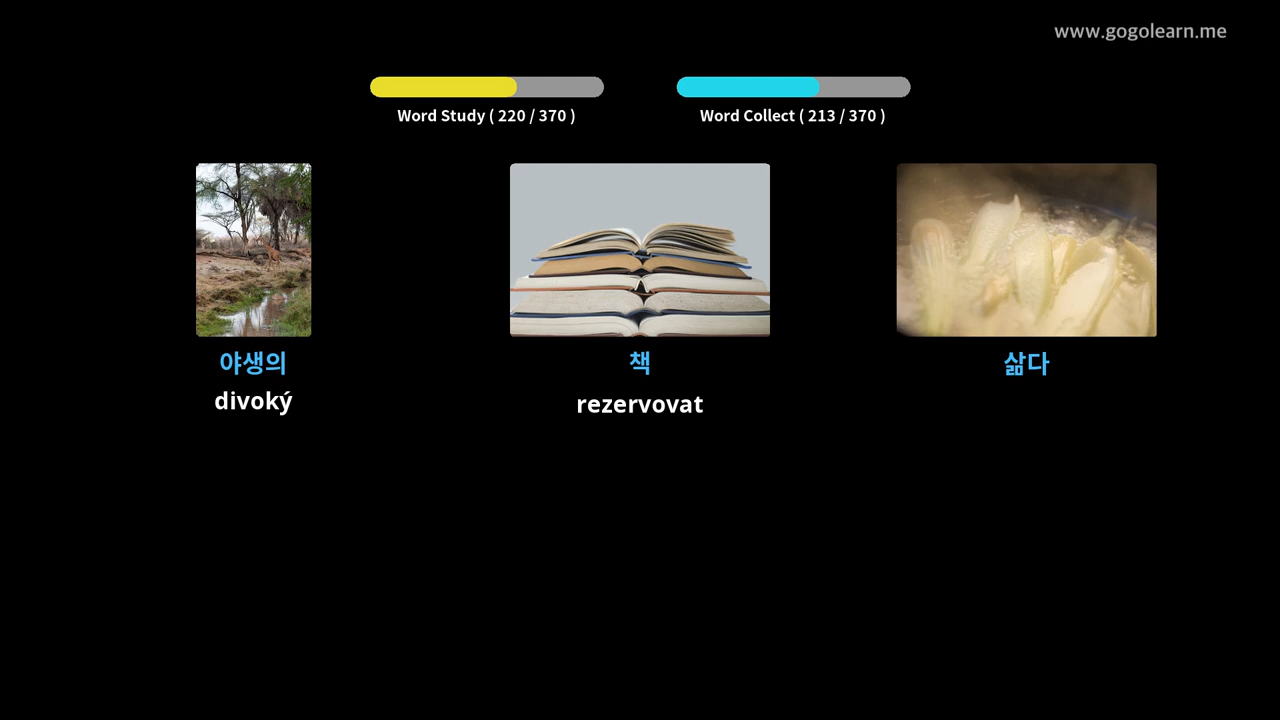 www.gogolearn.me
Word Study ( 220 / 370 )
Word Collect ( 213 / 370 )
야생의
divoký
책
rezervovat
삶다